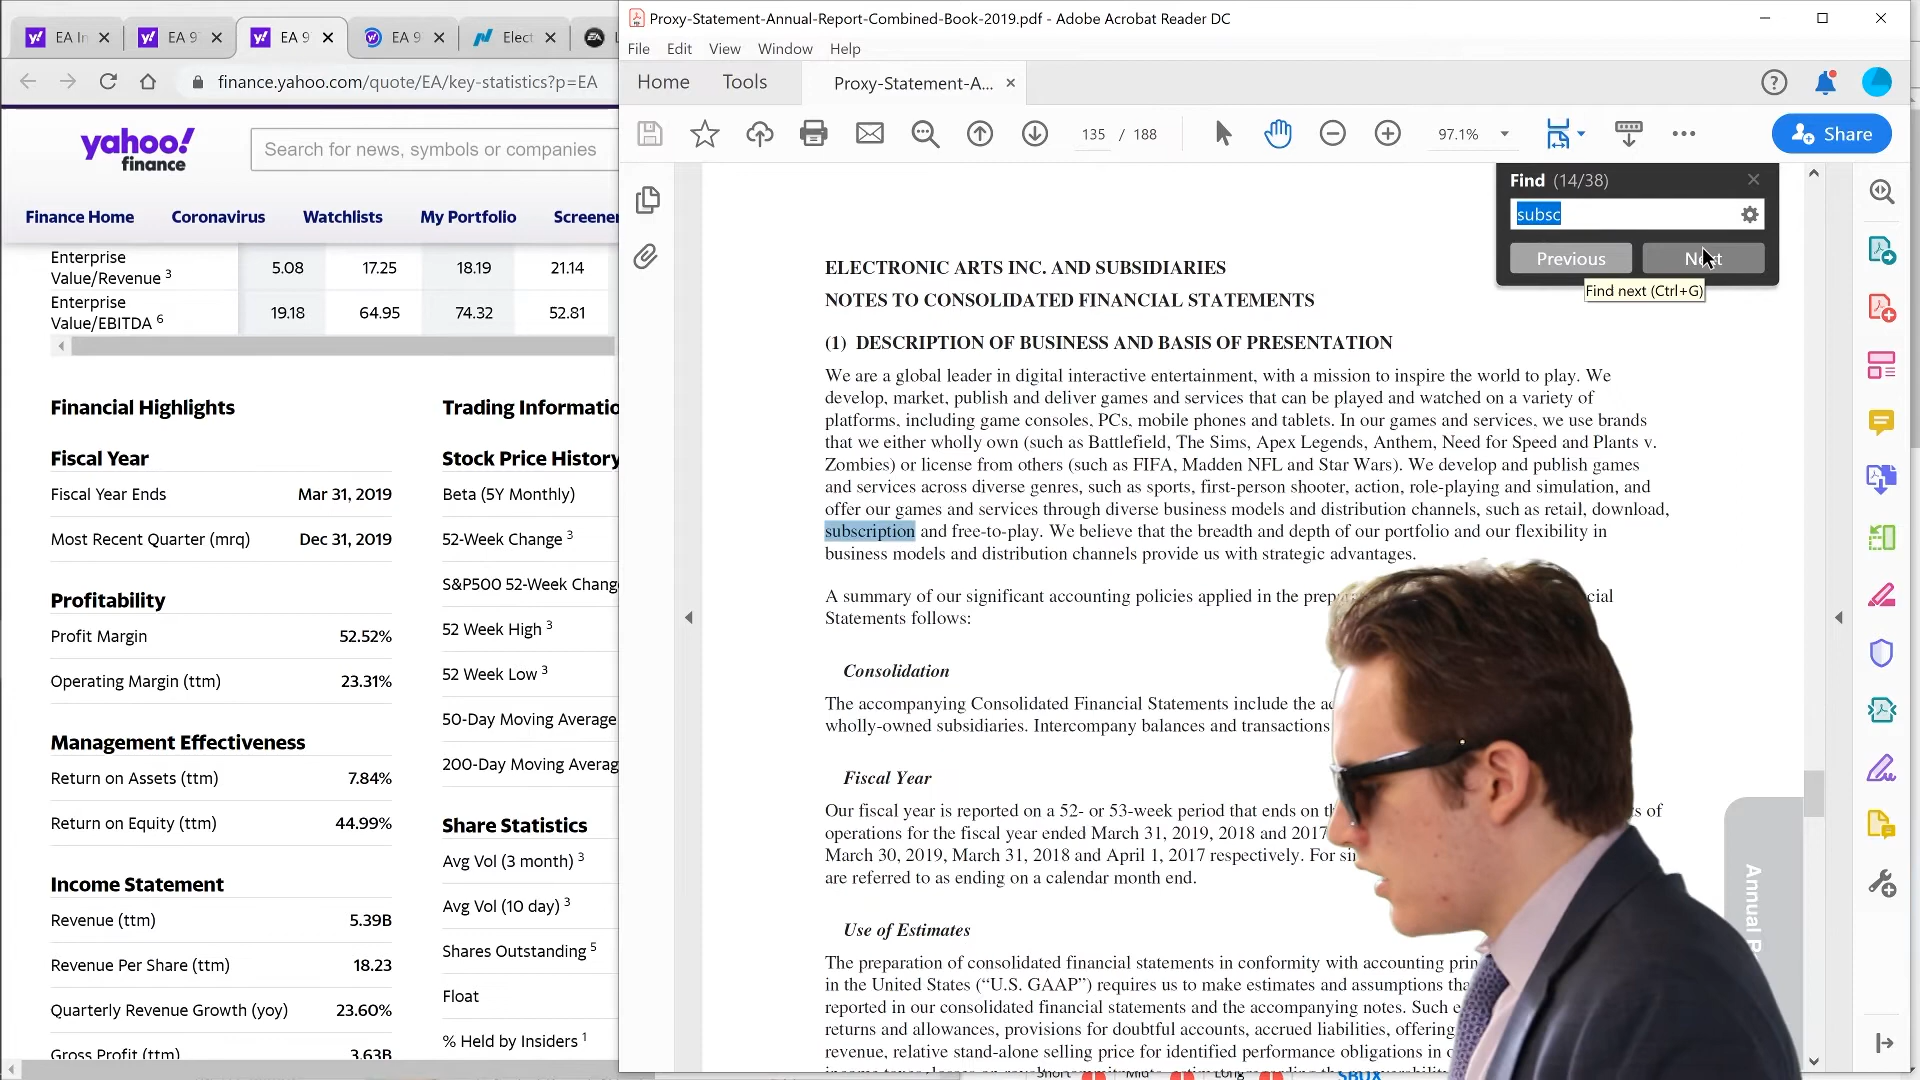 EA In
EA 9
EA 9
EA 9
Elect
finance.yahoo.com/quote/EA/key-statistics?p=EA
yahoo!
finance
Search for news, symbols or companies
Finance Home Coronavirus Watchlists My Portfolio Screener
Enterprise
Value/Revenue 3 5.08 17.25 18.19 21.14
Enterprise
Value/EBITDA 6 19.18 64.95 74.32 52.81
Financial Highlights
Fiscal Year
Fiscal Year Ends Mar 31, 2019
Most Recent Quarter (mrq) Dec 31, 2019
Profitability
Profit Margin 52.52%
Operating Margin (ttm) 23.31%
Management Effectiveness
Return on Assets (ttm) 7.84%
Return on Equity (ttm) 44.99%
Income Statement
Revenue (ttm) 5.39B
Revenue Per Share (ttm) 18.23
Quarterly Revenue Growth (yoy) 23.60%
Gross Profit (ttm) 3.63B
Trading Informatio
Stock Price History
Beta (5Y Monthly)
52-Week Change 3
S&P500 52-Week Change
52 Week High 3
52 Week Low 3
50-Day Moving Average
200-Day Moving Averag
Share Statistics
Avg Vol (3 month) 3
Avg Vol (10 day) 3
Shares Outstanding 5
Float
% Held by Insiders 1
Proxy-Statement-Annual-Report-Combined-Book-2019.pdf - Adobe Acrobat Reader DC
File Edit View Window Help
Home Tools Proxy-Statement-A...
135 / 188 97.1% Share
Find (14/38)
subsc
Previous Next
Find next (Ctrl+G)
ELECTRONIC ARTS INC. AND SUBSIDIARIES
NOTES TO CONSOLIDATED FINANCIAL STATEMENTS
(1) DESCRIPTION OF BUSINESS AND BASIS OF PRESENTATION
We are a global leader in digital interactive entertainment, with a mission to inspire the world to play. We
develop, market, publish and deliver games and services that can be played and watched on a variety of
platforms, including game consoles, PCs, mobile phones and tablets. In our games and services, we use brands
that we either wholly own (such as Battlefield, The Sims, Apex Legends, Anthem, Need for Speed and Plants v.
Zombies) or license from others (such as FIFA, Madden NFL and Star Wars). We develop and publish games
and services across diverse genres, such as sports, first-person shooter, action, role-playing and simulation, and
offer our games and services through diverse business models and distribution channels, such as retail, download,
subscription and free-to-play. We believe that the breadth and depth of our portfolio and our flexibility in
business models and distribution channels provide us with strategic advantages.
A summary of our significant accounting policies applied in the prep cial
Statements follows:
Consolidation
The accompanying Consolidated Financial Statements include the ac
wholly-owned subsidiaries. Intercompany balances and transactions
Fiscal Year
Our fiscal year is reported on a 52- or 53-week period that ends on th s of
operations for the fiscal year ended March 31, 2019, 2018 and 2017
March 30, 2019, March 31, 2018 and April 1, 2017 respectively. For si
are referred to as ending on a calendar month end.
Use of Estimates
The preparation of consolidated financial statements in conformity with accounting prin
in the United States (“U.S. GAAP”) requires us to make estimates and assumptions tha
reported in our consolidated financial statements and the accompanying notes. Such e
returns and allowances, provisions for doubtful accounts, accrued liabilities, offering
revenue, relative stand-alone selling price for identified performance obligations in o
Annual R